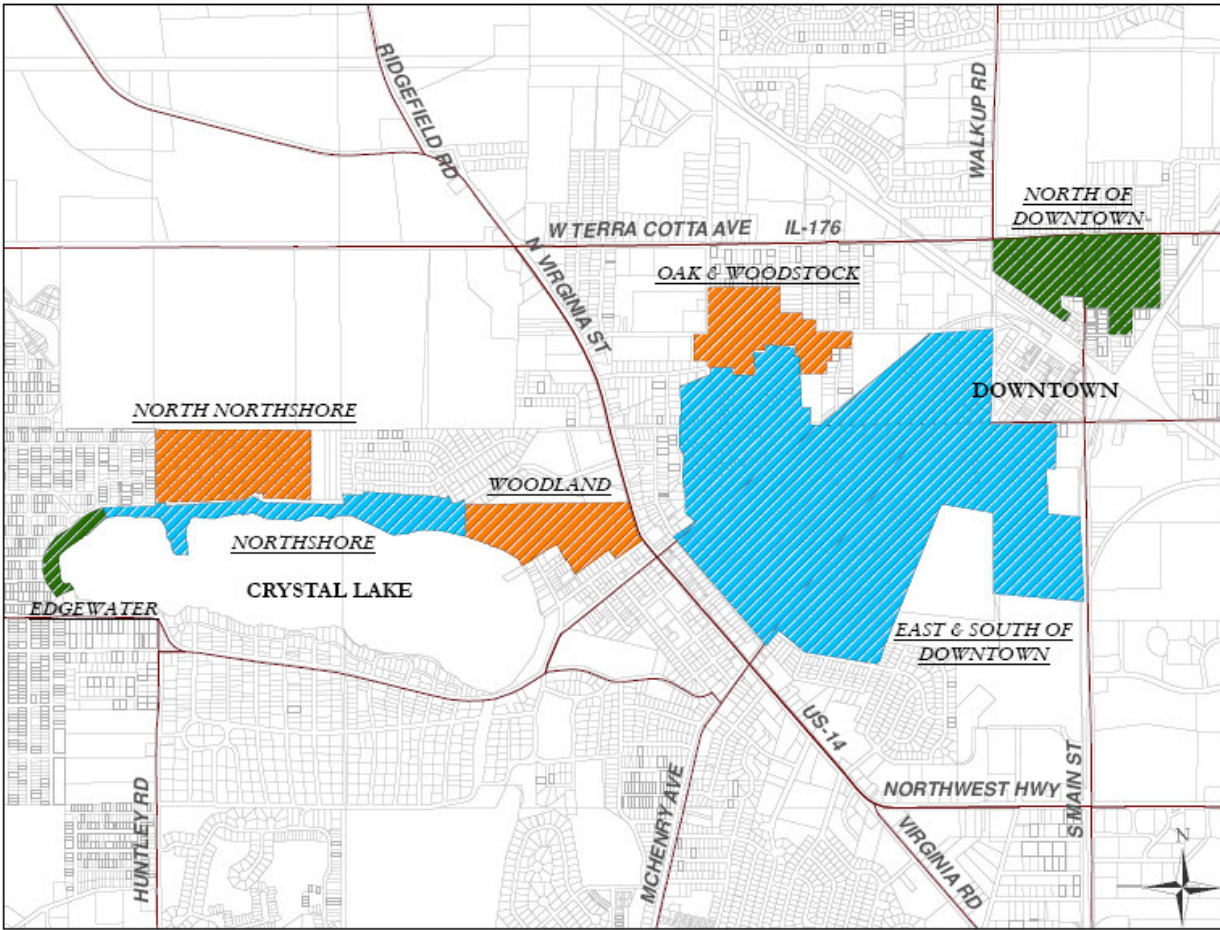 RIDGEFIELD RD
WALKUP RD
NORTH OF
DOWNTOWN
W TERRA COTTA AVE IL-176
N VIRGINIA ST
OAK & WOODSTOCK
DOWNTOWN
NORTH NORTHSHORE
WOODLAND
NORTHSHORE
CRYSTAL LAKE
EDGEWATER
EAST & SOUTH OF
DOWNTOWN
US-14
NORTHWEST HWY
S MAIN ST
HUNTLEY RD
MCHENRY AVE
VIRGINIA RD
N